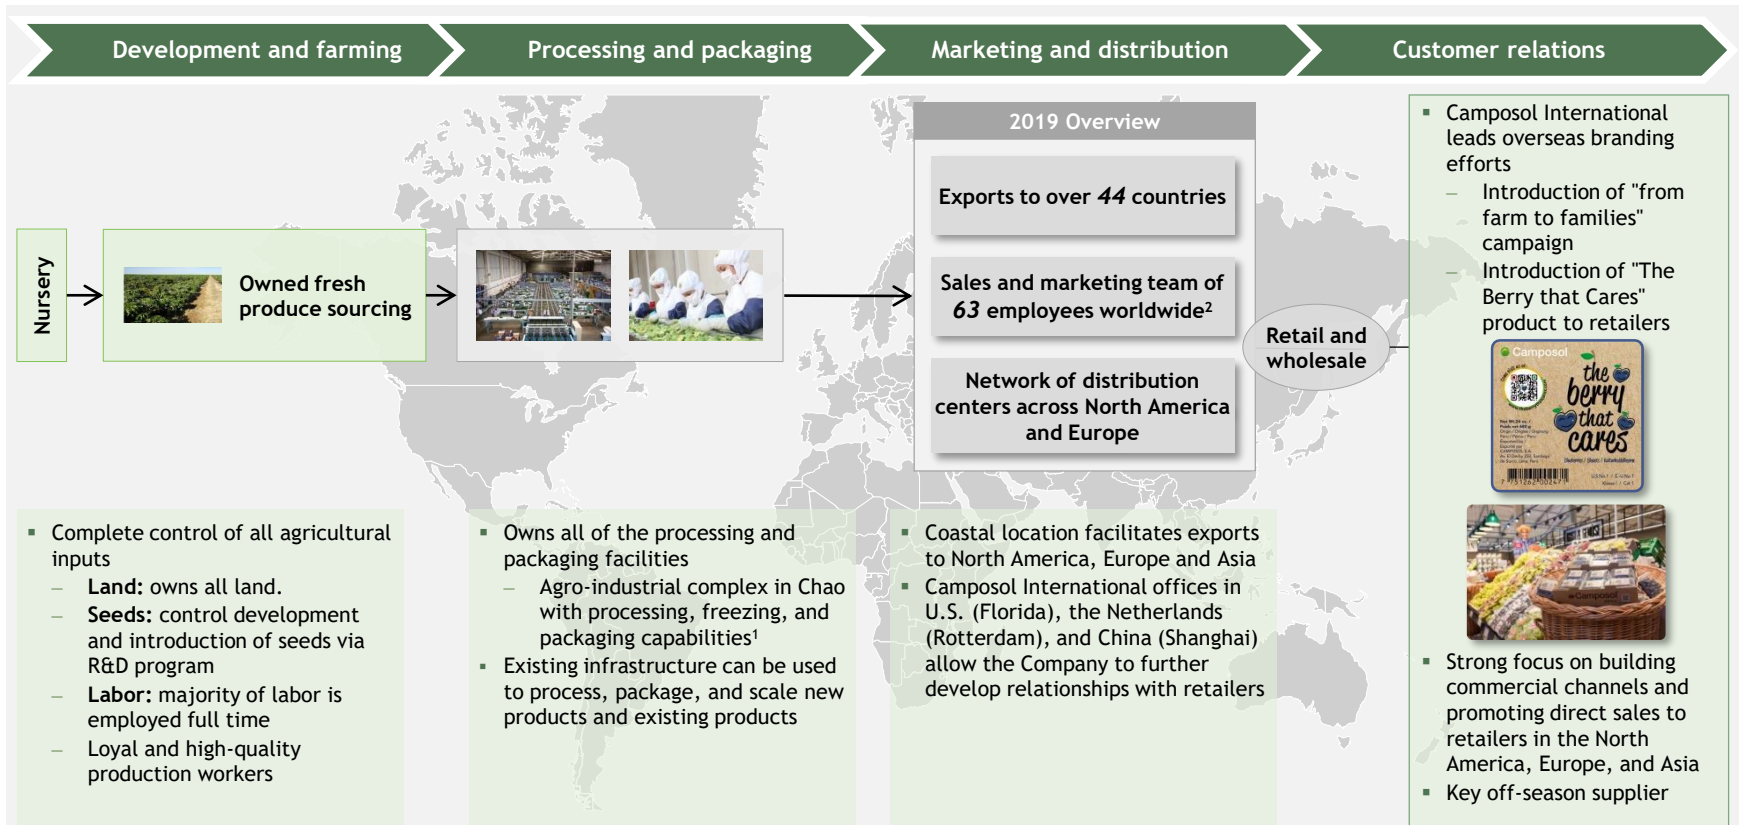 Development and farming
Processing and packaging
Marketing and distribution
Customer relations
Nursery
Owned fresh
produce sourcing
2019 Overview
Exports to over 44 countries
Sales and marketing team of
63 employees worldwide²
Network of distribution
centers across North America
and Europe
Retail and
wholesale
▪ Complete control of all agricultural
inputs
– Land: owns all land.
– Seeds: control development
and introduction of seeds via
R&D program
– Labor: majority of labor is
employed full time
– Loyal and high-quality
production workers
▪ Owns all of the processing and
packaging facilities
– Agro-industrial complex in Chao
with processing, freezing, and
packaging capabilities¹
▪ Existing infrastructure can be used
to process, package, and scale new
products and existing products
▪ Coastal location facilitates exports
to North America, Europe and Asia
▪ Camposol International offices in
U.S. (Florida), the Netherlands
(Rotterdam), and China (Shanghai)
allow the Company to further
develop relationships with retailers
▪ Camposol International
leads overseas branding
efforts
– Introduction of "from
farm to families"
campaign
– Introduction of "The
Berry that Cares"
product to retailers
Camposol
the
berry
that
cares
Camposol
▪ Strong focus on building
commercial channels and
promoting direct sales to
retailers in the North
America, Europe, and Asia
▪ Key off-season supplier